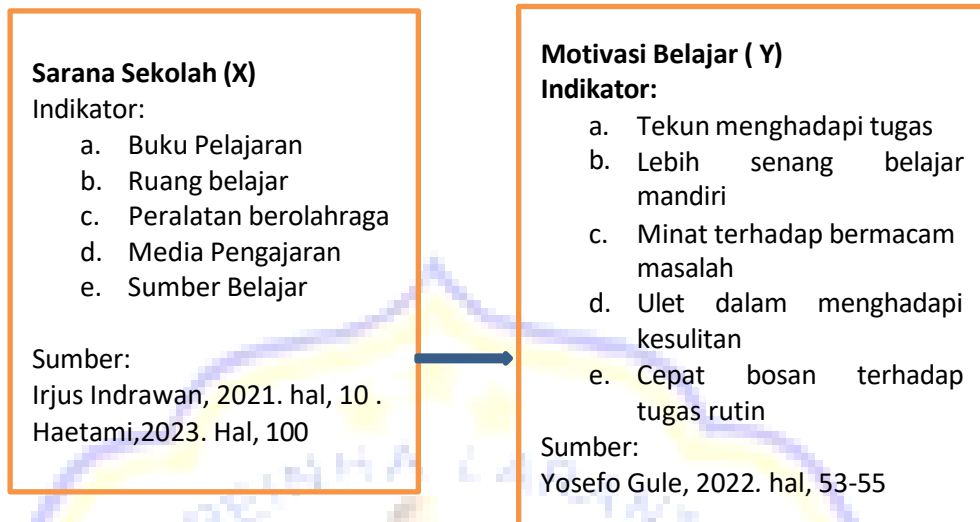 Sarana Sekolah (X)
Indikator:
a. Buku Pelajaran
b. Ruang belajar
c. Peralatan berolahraga
d. Media Pengajaran
e. Sumber Belajar
Sumber:
Irjus Indrawan, 2021. hal, 10 .
Haetami,2023. Hal, 100
Motivasi Belajar ( Y)
Indikator:
a. Tekun menghadapi tugas
b. Lebih senang belajar
mandiri
c. Minat terhadap bermacam
masalah
d. Ulet dalam menghadapi
kesulitan
e. Cepat bosan terhadap
tugas rutin
Sumber:
Yosefo Gule, 2022. hal, 53-55